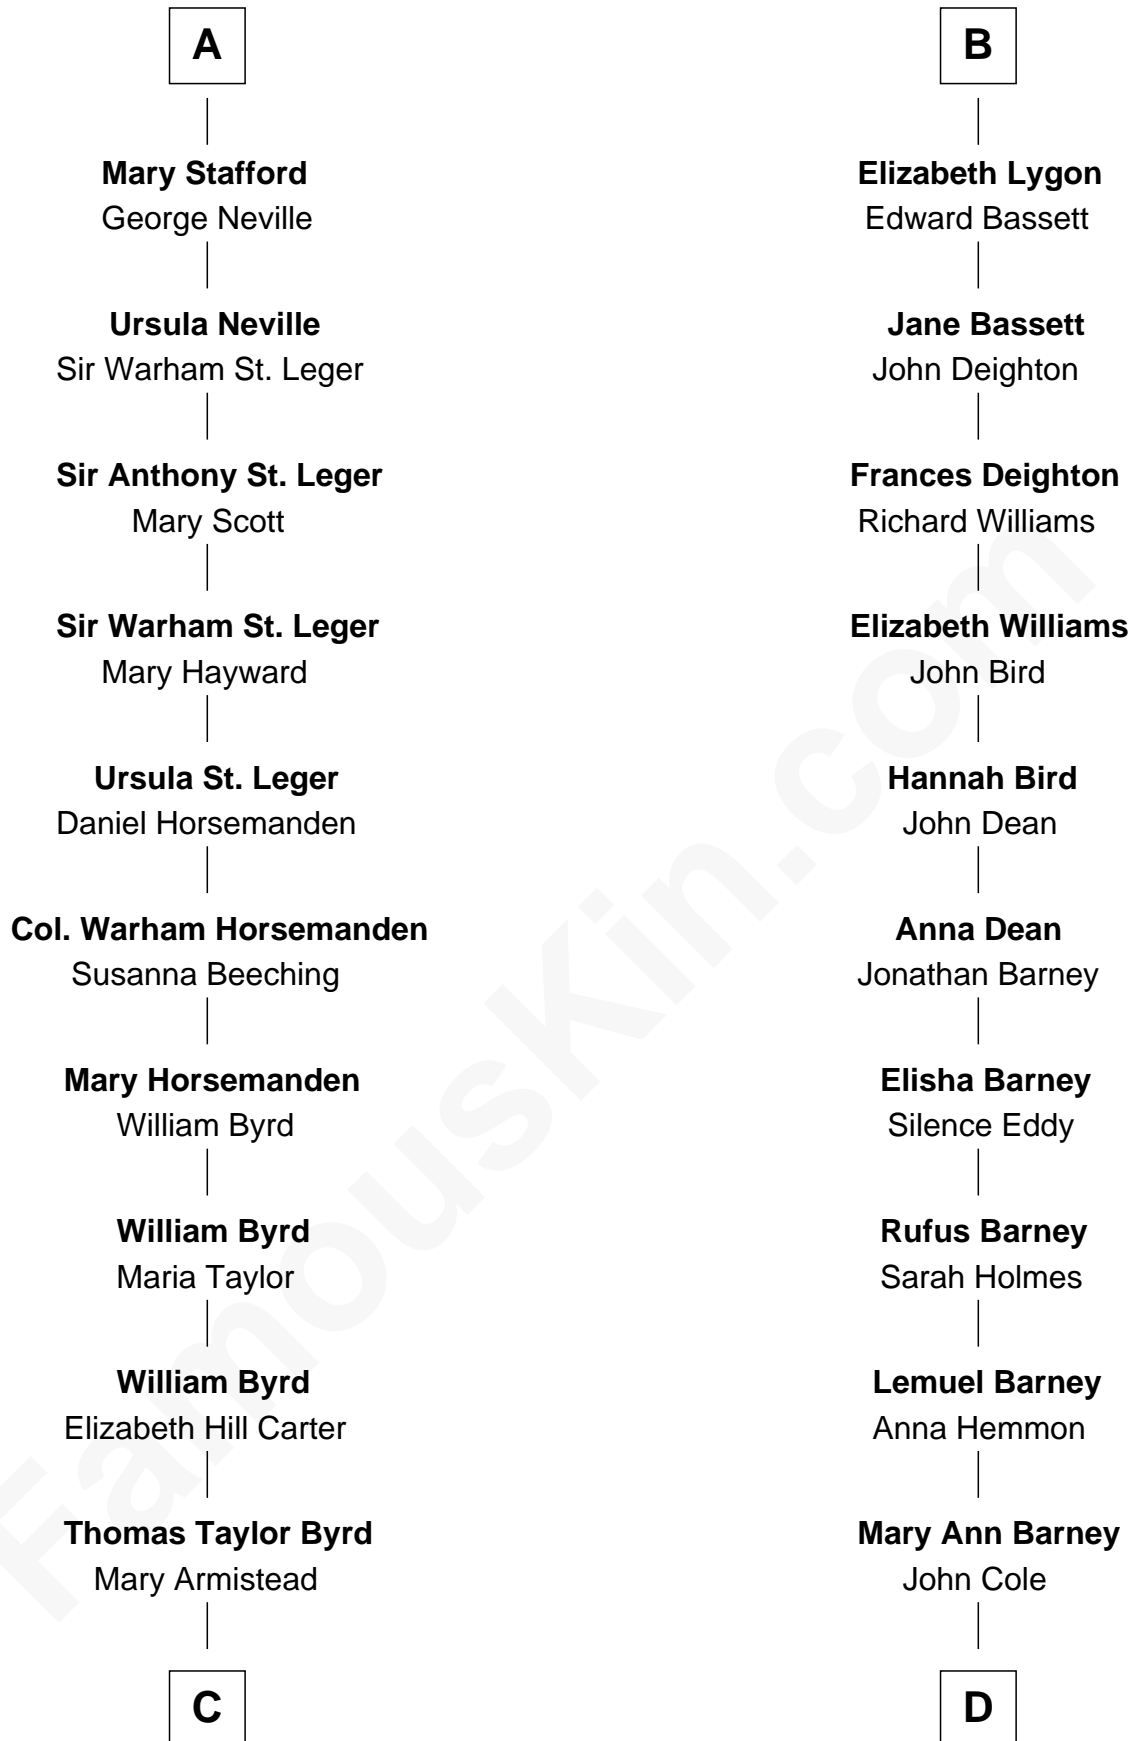 A
Mary Stafford
George Neville
Ursula Neville
Sir Warham St. Leger
Sir Anthony St. Leger
Mary Scott
Sir Warham St. Leger
Mary Hayward
Ursula St. Leger
Daniel Horsemanden
Col. Warham Horsemanden
Susanna Beeching
Mary Horsemanden
William Byrd
William Byrd
Maria Taylor
William Byrd
Elizabeth Hill Carter
Thomas Taylor Byrd
Mary Armistead
C
B
Elizabeth Lygon
Edward Bassett
Jane Bassett
John Deighton
Frances Deighton
Richard Williams
Elizabeth Williams
John Bird
Hannah Bird
John Dean
Anna Dean
Jonathan Barney
Elisha Barney
Silence Eddy
Rufus Barney
Sarah Holmes
Lemuel Barney
Anna Hemmon
Mary Ann Barney
John Cole
D
FamousKin.com